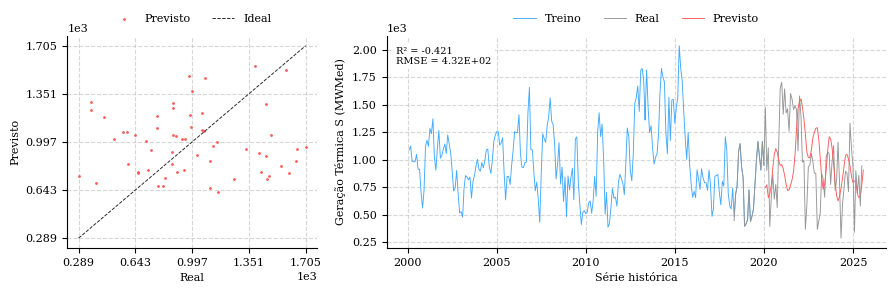 Previsto Ideal
1e3
1.705
1.351
0.997
0.643
0.289
Previsto
0.289 0.643 0.997 1.351 1.705
Real
1e3
Treino Real Previsto
1e3
R² = -0.421
RMSE = 4.32E+02
2.00
1.75
1.50
1.25
1.00
0.75
0.50
0.25
Geração Térmica S (MWMed)
2000 2005 2010 2015 2020 2025
Série histórica